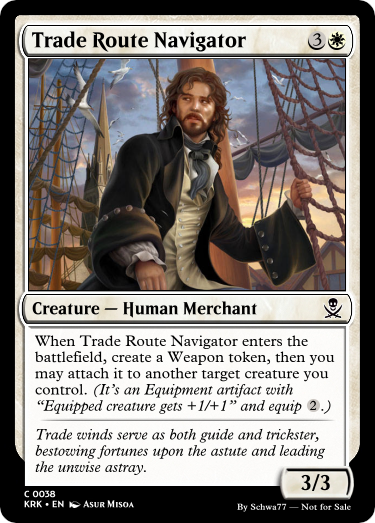 Trade Route Navigator 3
Creature — Human Merchant
When Trade Route Navigator enters the
battlefield, create a Weapon token, then you
may attach it to another target creature you
control. (It's an Equipment artifact with
“Equipped creature gets +1/+1” and equip 2.)
Trade winds serve as both guide and trickster,
bestowing fortunes upon the astute and leading
the unwise astray.
3/3
C 0038
KRK • EN Asur Misoa
By Schwa77 — Not for Sale